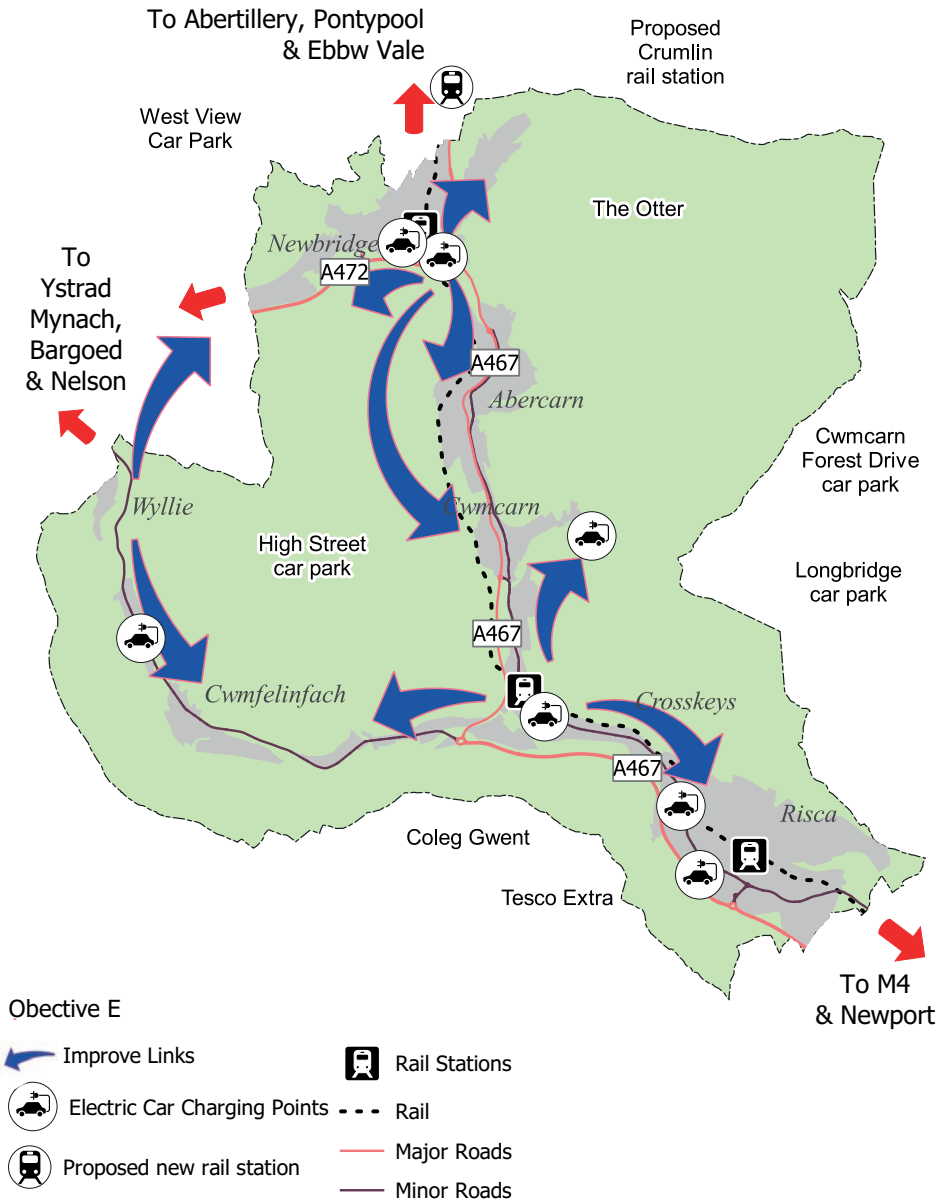 To Abertillery, Pontypool
& Ebbw Vale
Proposed
Crumlin
rail station
West View
Car Park
The Otter
Newbridge
A472
To
Ystrad
Mynach,
Bargoed
& Nelson
A467
Abercarn
Cwmcarn
Forest Drive
car park
Wyllie
Cwmcarn
High Street
car park
Longbridge
car park
A467
Cwmfelinfach
Crosskeys
A467
Risca
Coleg Gwent
Tesco Extra
To M4
& Newport
Obective E
Improve Links
Electric Car Charging Points
Proposed new rail station
Rail Stations
Rail
Major Roads
Minor Roads